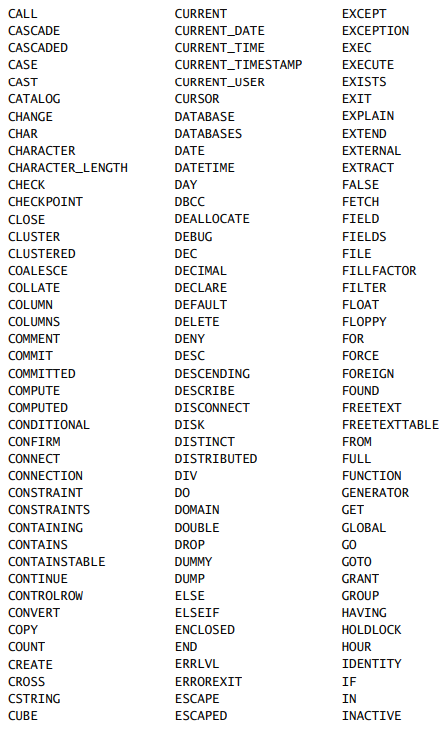 CALL CURRENT EXCEPT
CASCADE CURRENT_DATE EXCEPTION
CASCADED CURRENT_TIME EXEC
CASE CURRENT_TIMESTAMP EXECUTE
CAST CURRENT_USER EXISTS
CATALOG CURSOR EXIT
CHANGE DATABASE EXPLAIN
CHAR DATABASES EXTEND
CHARACTER DATE EXTERNAL
CHARACTER_LENGTH DATETIME EXTRACT
CHECK DAY FALSE
CHECKPOINT DBCC FETCH
CLOSE DEALLOCATE FIELD
CLUSTER DEBUG FIELDS
CLUSTERED DEC FILE
COALESCE DECIMAL FILLFACTOR
COLLATE DECLARE FILTER
COLUMN DEFAULT FLOAT
COLUMNS DELETE FLOPPY
COMMENT DENY FOR
COMMIT DESC FORCE
COMMITTED DESCENDING FOREIGN
COMPUTE DESCRIBE FOUND
COMPUTED DISCONNECT FREETEXT
CONDITIONAL DISK FREETEXTTABLE
CONFIRM DISTINCT FROM
CONNECT DISTRIBUTED FULL
CONNECTION DIV FUNCTION
CONSTRAINT DO GENERATOR
CONSTRAINTS DOMAIN GET
CONTAINING DOUBLE GLOBAL
CONTAINS DROP GO
CONTAINSTABLE DUMMY GOTO
CONTINUE DUMP GRANT
CONTROLROW ELSE GROUP
CONVERT ELSEIF HAVING
COPY ENCLOSED HOLDLOCK
COUNT END HOUR
CREATE ERRLVL IDENTITY
CROSS ERROREXIT IF
CSTRING ESCAPE IN
CUBE ESCAPED INACTIVE